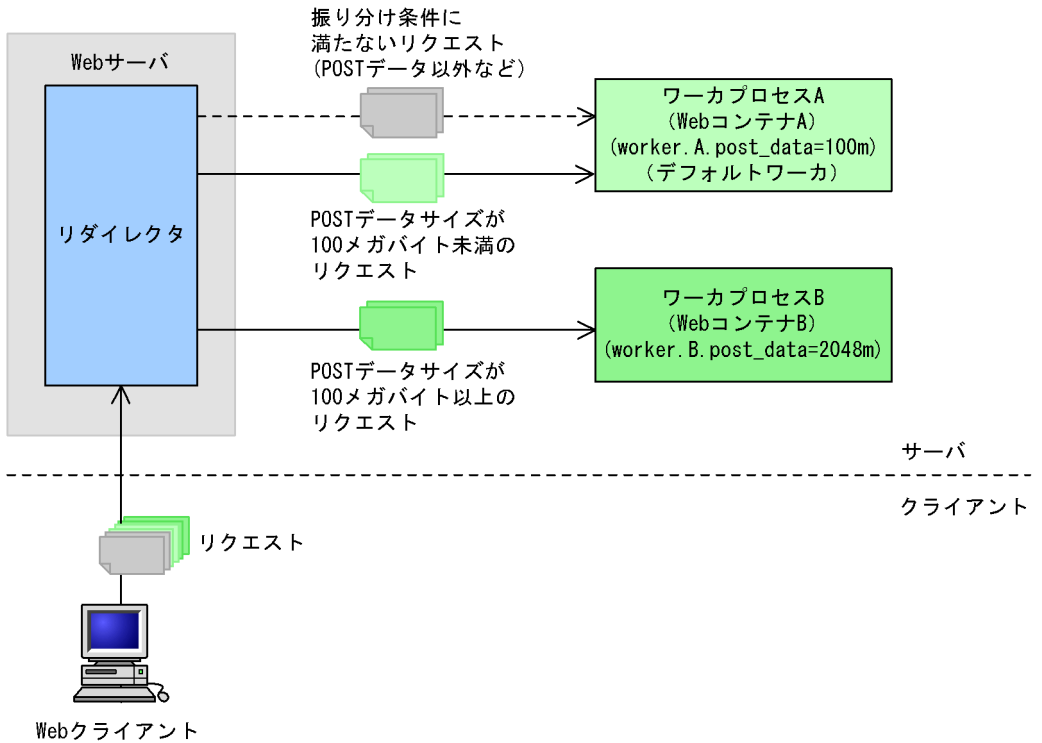 振り分け条件に
満たないリクエスト
(POSTデータ以外など)
Webサーバ
リダイレクタ
ワーカプロセスA
(WebコンテナA)
(worker.A.post_data=100m)
(デフォルトワーカ)
POSTデータサイズが
100メガバイト未満の
リクエスト
ワーカプロセスB
(WebコンテナB)
(worker.B.post_data=2048m)
POSTデータサイズが
100メガバイト以上の
リクエスト
サーバ
クライアント
リクエスト
Webクライアント